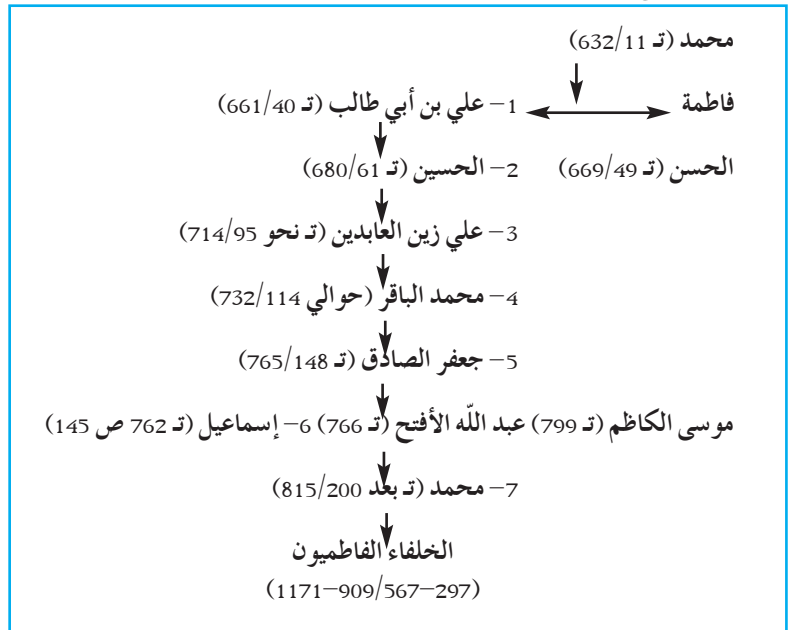 محمد (تـ 632/11)
فاطمة 1– علي بن أبي طالب (تـ 661/40)
الحسن (تـ 669/49) 2– الحسين (تـ 680/61)
3– علي زين العابدين (تـ نحو 714/95)
4– محمد الباقر (حوالي 732/114)
5– جعفر الصادق (تـ 765/148)
موسى الكاظم (تـ 799) عبد اللّه الأفتح (تـ 766) 6– إسماعيل (تـ 762 ص 145)
7– محمد (تـ بعد 815/200)
الخلفاء الفاطميون
(1171–909/567–297)